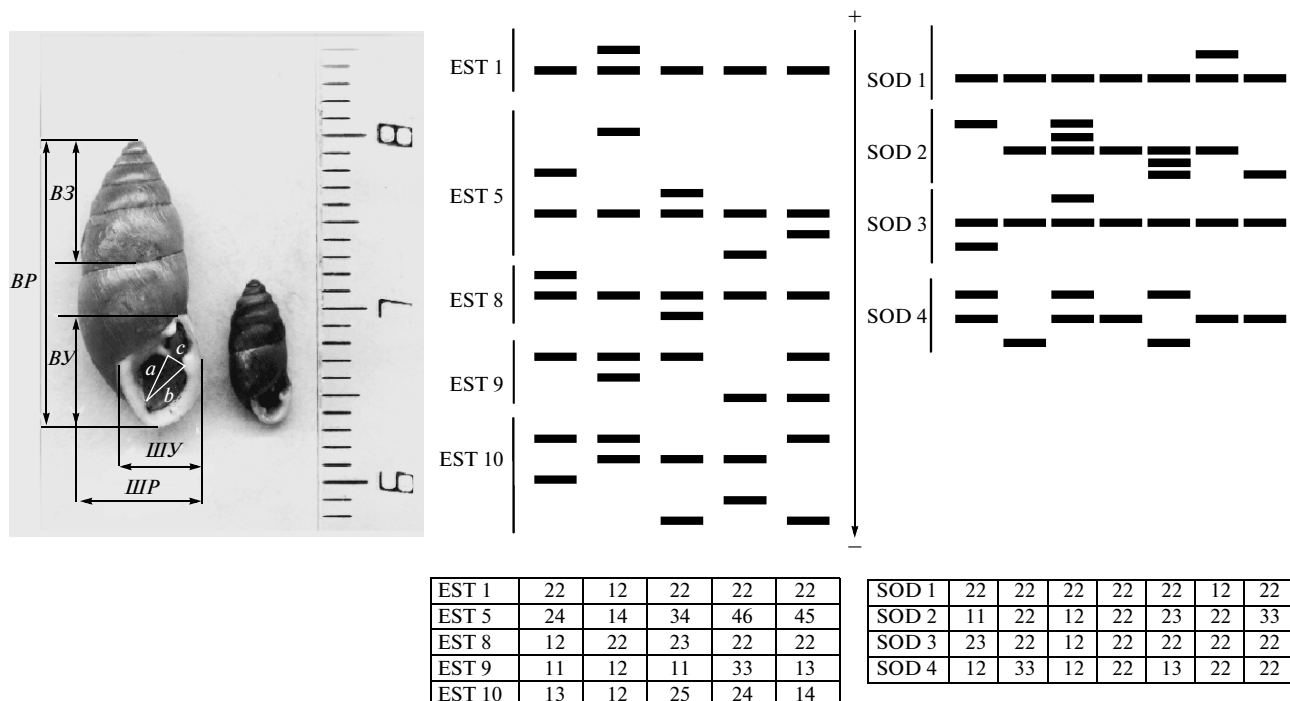 ВЗ
ВР
ВУ
a
b
c
ШУ
ШР
8
7
6
EST 1
EST 5
EST 8
EST 9
EST 10
+
–
SOD 1
SOD 2
SOD 3
SOD 4
EST 1 22 12 22 22 22
EST 5 24 14 34 46 45
EST 8 12 22 23 22 22
EST 9 11 12 11 33 13
EST 10 13 12 25 24 14
SOD 1 22 22 22 22 22 12 22
SOD 2 11 22 12 22 23 22 33
SOD 3 23 22 12 22 22 22 22
SOD 4 12 33 12 22 13 22 22